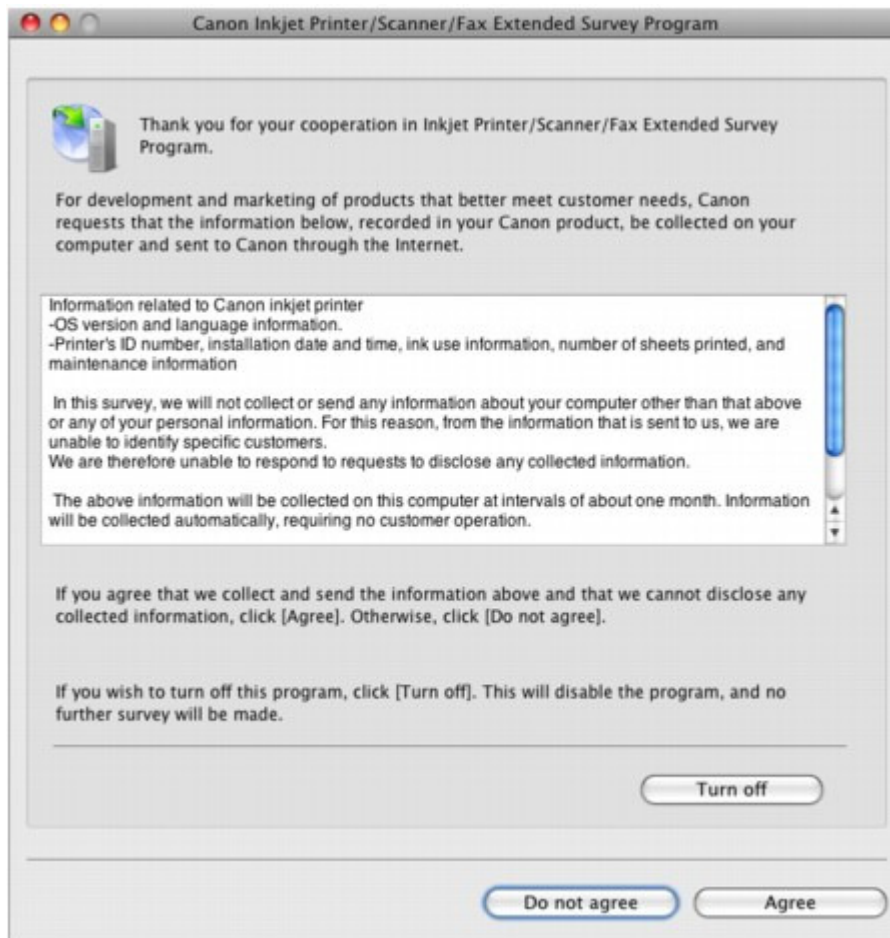 Canon Inkjet Printer/Scanner/Fax Extended Survey Program
Thank you for your cooperation in Inkjet Printer/Scanner/Fax Extended Survey
Program.
For development and marketing of products that better meet customer needs, Canon
requests that the information below, recorded in your Canon product, be collected on your
computer and sent to Canon through the Internet.
Information related to Canon inkjet printer
-OS version and language information.
-Printer's ID number, installation date and time, ink use information, number of sheets printed, and
maintenance information
In this survey, we will not collect or send any information about your computer other than that above
or any of your personal information. For this reason, from the information that is sent to us, we are
unable to identify specific customers.
We are therefore unable to respond to requests to disclose any collected information.
The above information will be collected on this computer at intervals of about one month. Information
will be collected automatically, requiring no customer operation.
If you agree that we collect and send the information above and that we cannot disclose any
collected information, click [Agree]. Otherwise, click [Do not agree].
If you wish to turn off this program, click [Turn off]. This will disable the program, and no
further survey will be made.
Turn off
Do not agree
Agree